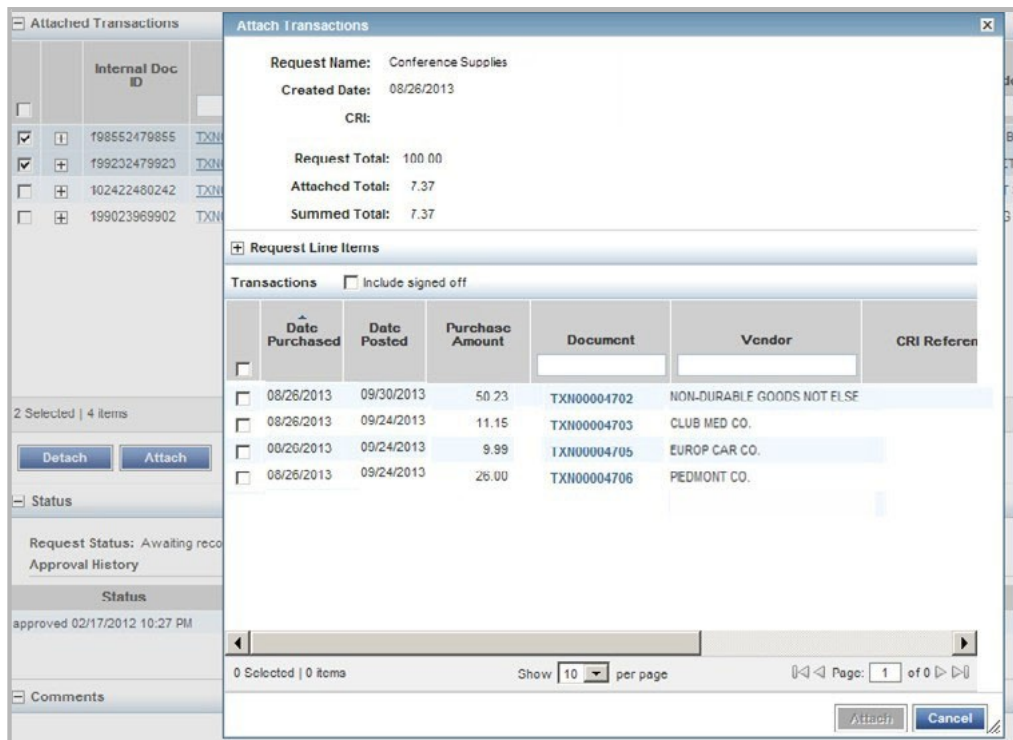 Attached Transactions
Internal Doc
ID
198552479855 TXN
199232479923 TXN
102422480242 TXN
199023969902 TXN
2 Selected | 4 items
Detach Attach
Status
Request Status: Awaiting reco
Approval History
Status
approved 02/17/2012 10:27 PM
Comments
Attach Transactions
Request Name: Conference Supplies
Created Date: 08/26/2013
CRI:
Request Total: 100.00
Attached Total: 7.37
Summed Total: 7.37
Request Line Items
Transactions Include signed off
Date Purchased Date Posted Purchase Amount Document Vendor CRI Referen
08/26/2013 09/30/2013 50.23 TXN00004702 NON-DURABLE GOODS NOT ELSE
08/26/2013 09/24/2013 11.15 TXN00004703 CLUB MED CO.
08/26/2013 09/24/2013 9.99 TXN00004705 EUROP CAR CO.
08/26/2013 09/24/2013 26.00 TXN00004706 PIEDMONT CO.
0 Selected | 0 items Show 10 per page Page: 1 of 0
Attach Cancel